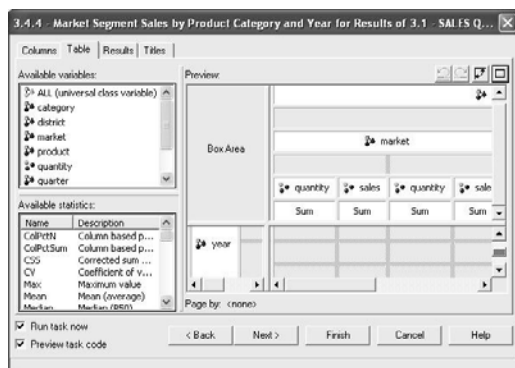 3.4.4 - Market Segment Sales by Product Category and Year for Results of 3.1 - SALES Q...
Columns Table Results Titles
Available variables:
ALL (universal class variable)
category
district
market
product
quantity
quarter
Available statistics:
Name Description
ColPctN Column based p...
ColPctSum Column based p...
CSS Corrected sum ...
CV Coefficient of v...
Max Maximum value
Mean Mean (average)
Median Median (P50)
Preview:
Box Area
market
quantity sales quantity sale
Sum Sum Sum Sum
year
Page by: <none>
Run task now
Preview task code
< Back Next > Finish Cancel Help